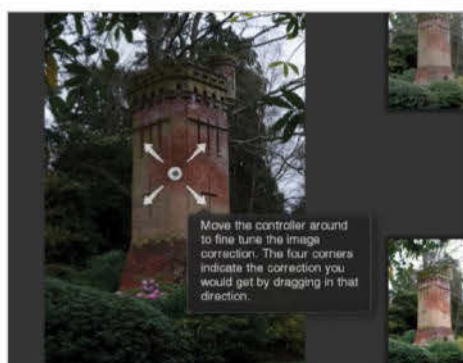 Move the controller around
to fine tune the image
correction. The four corners
indicate the correction you
would get by dragging in that
direction.